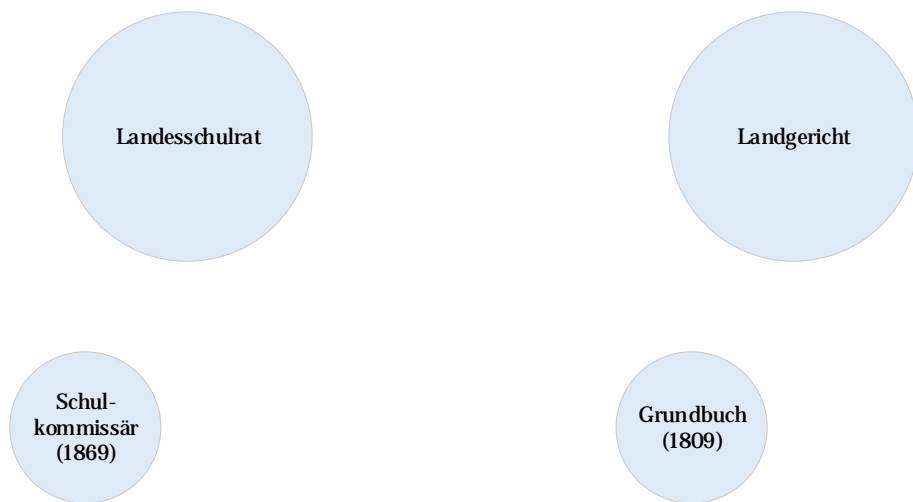 Landesschulrat
Landgericht
Schul-
kommissär
(1869)
Grundbuch
(1809)